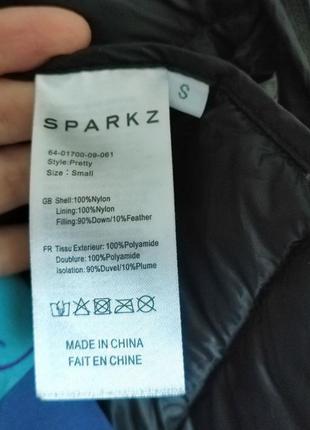 S
SPARKZ
64-01700-09-061
Style:Pretty
Size : Small
GB Shell:100%Nylon
Lining:100%Nylon
Filling:90%Down/10%Feather
FR Tissu Exterieur:100%Polyamide
Doublure:100%Polyamide
Isolation:90%Duvel/10%Plume
MADE IN CHINA
FAIT EN CHINE